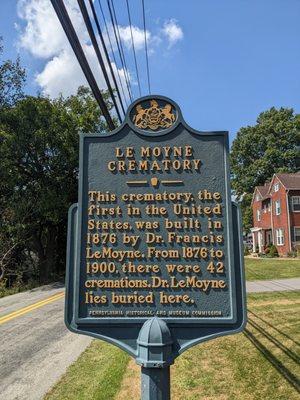 LE MOYNE
CREMATORY
This crematory, the
first in the United
States, was built in
1876 by Dr. Francis
LeMoyne. From 1876 to
1900, there were 42
cremations. Dr. LeMoyne
lies buried here.
PENNSYLVANIA HISTORICAL AND MUSEUM COMMISSION